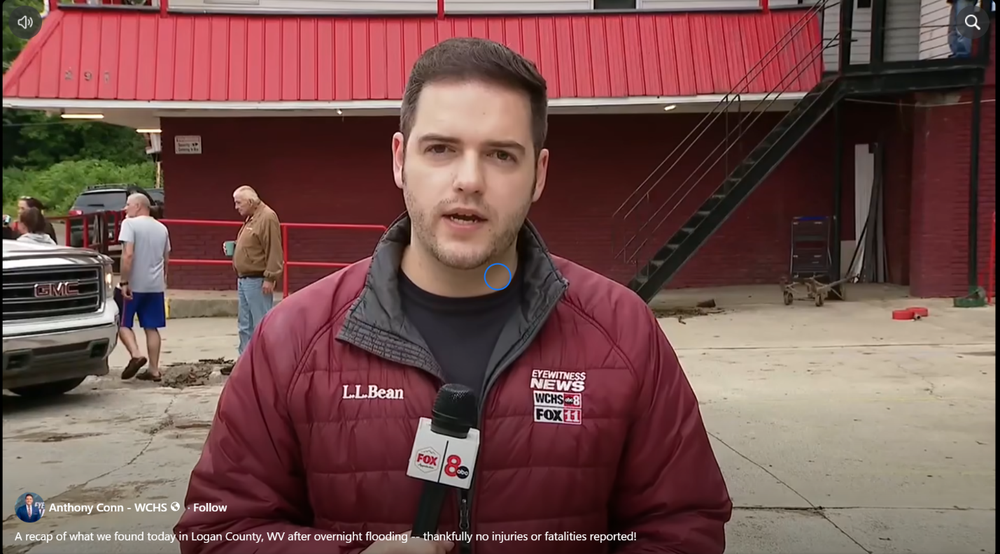 491
GMC
L.L.Bean
EYEWITNESS
NEWS
WCHS abc 8
FOX 11
FOX
8 abc
Anthony Conn - WCHS · Follow
A recap of what we found today in Logan County, WV after overnight flooding -- thankfully no injuries or fatalities reported!